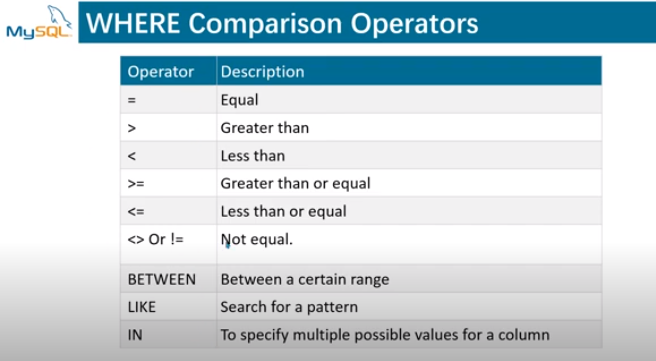 MySQL
WHERE Comparison Operators
Operator Description
= Equal
> Greater than
< Less than
>= Greater than or equal
<= Less than or equal
<> Or != Not equal.
BETWEEN Between a certain range
LIKE Search for a pattern
IN To specify multiple possible values for a column